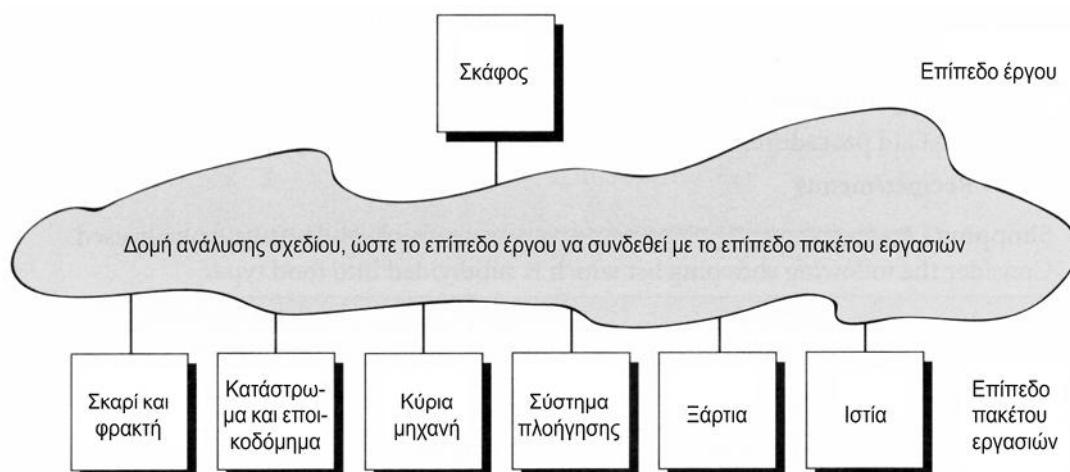 Σκάφος
Επίπεδο έργου
Δομή ανάλυσης σχεδίου, ώστε το επίπεδο έργου να συνδεθεί με το επίπεδο πακέτου εργασιών
Σκαρί και
φρακτή
Κατάστρω-
μα και εποι-
κοδόμημα
Κύρια
μηχανή
Σύστημα
πλοήγησης
Ξάρτια
Ιστία
Επίπεδο
πακέτου
εργασιών